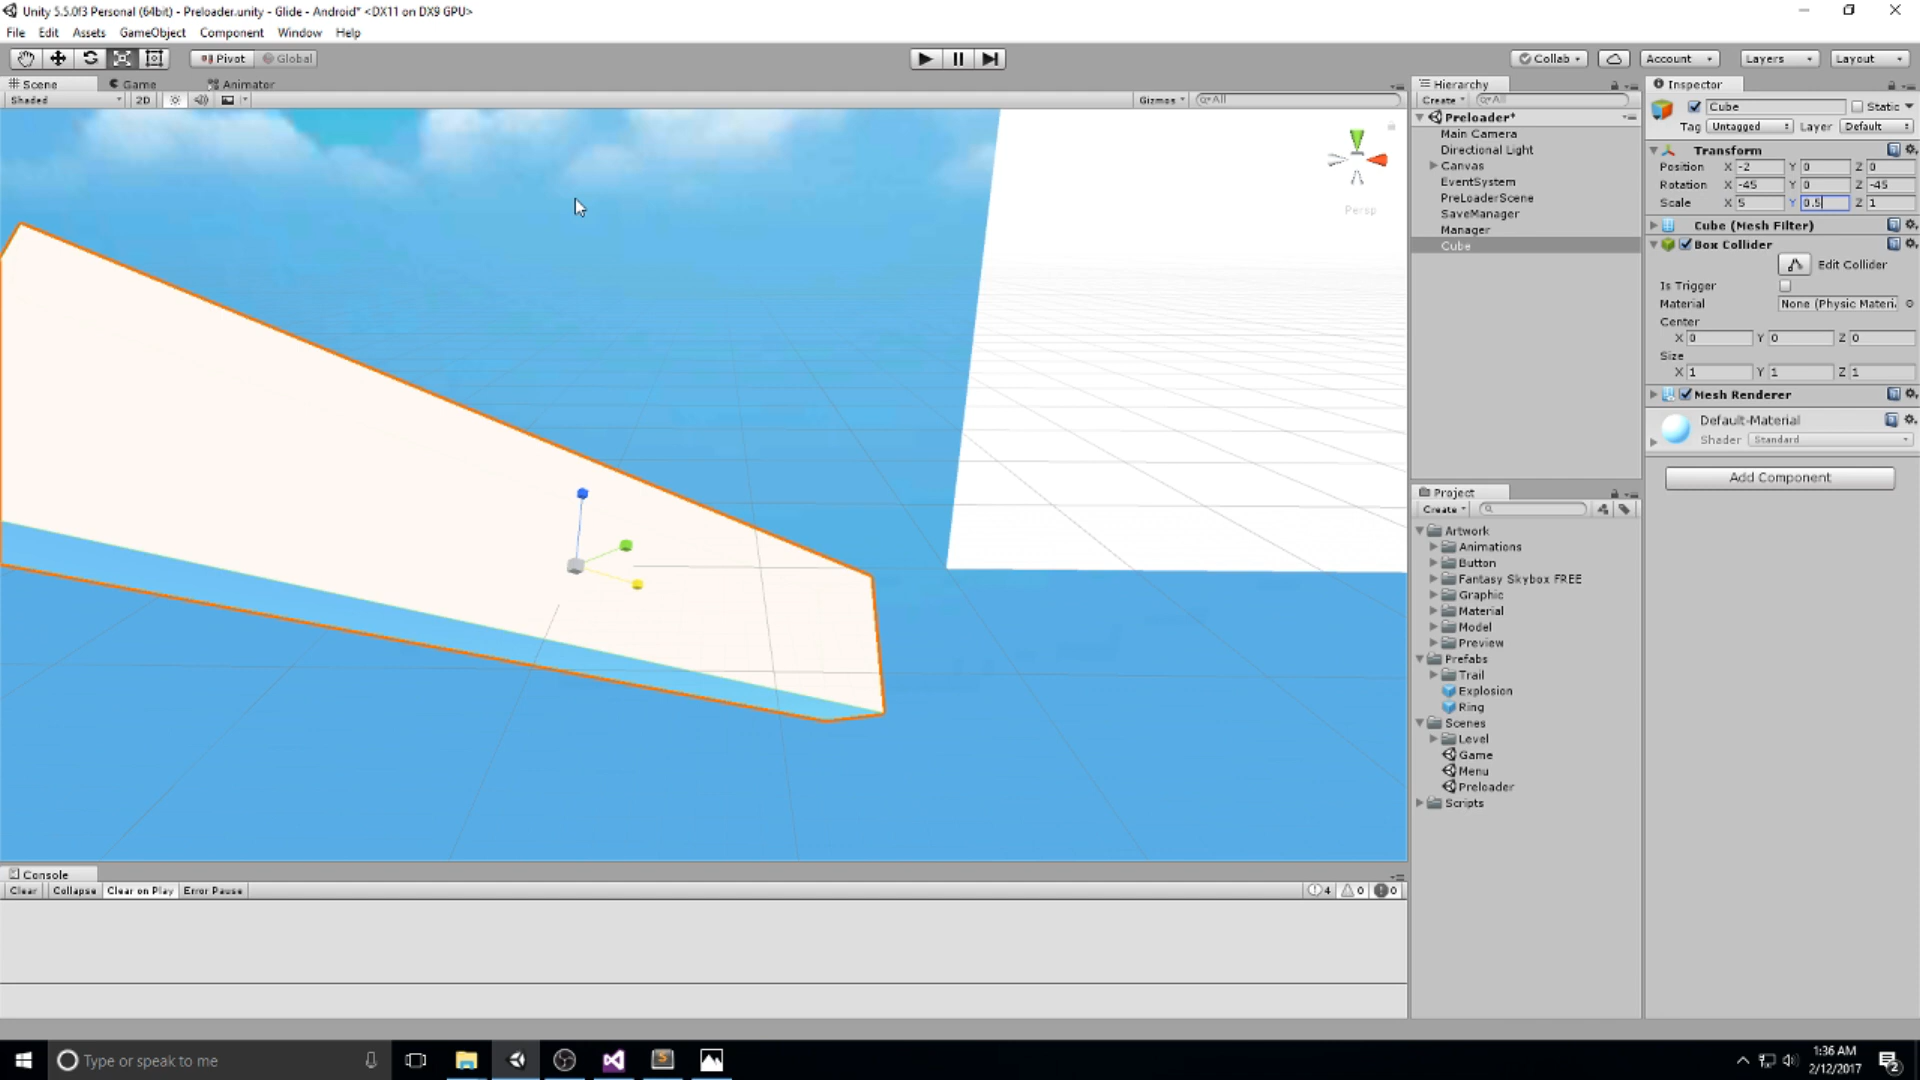 Unity 5.5.0f3 Personal (64bit) - Preloader.unity - Glide - Android* <DX11 on DX9 GPU>
File Edit Assets GameObject Component Window Help
Pivot Global Collab Account Layers Layout
Scene Game Animator
Shaded 2D Gizmos All
Persp
Hierarchy
Create All
Preloader*
Main Camera
Directional Light
Canvas
EventSystem
PreLoaderScene
SaveManager
Manager
Cube
Inspector
Cube Static
Tag Untagged Layer Default
Transform
Position X -2 Y 0 Z 0
Rotation X -45 Y 0 Z -45
Scale X 5 Y 0.5 Z 1
Cube (Mesh Filter)
Box Collider
Edit Collider
Is Trigger
Material None (Physic Materi
Center
X 0 Y 0 Z 0
Size
X 1 Y 1 Z 1
Mesh Renderer
Default-Material
Shader Standard
Add Component
Project
Create
Artwork
Animations
Button
Fantasy Skybox FREE
Graphic
Material
Model
Preview
Prefabs
Trail
Explosion
Ring
Scenes
Level
Game
Menu
Preloader
Scripts
Console
Clear Collapse Clear on Play Error Pause 4 0 0
Type or speak to me
1:36 AM
2/12/2017
2